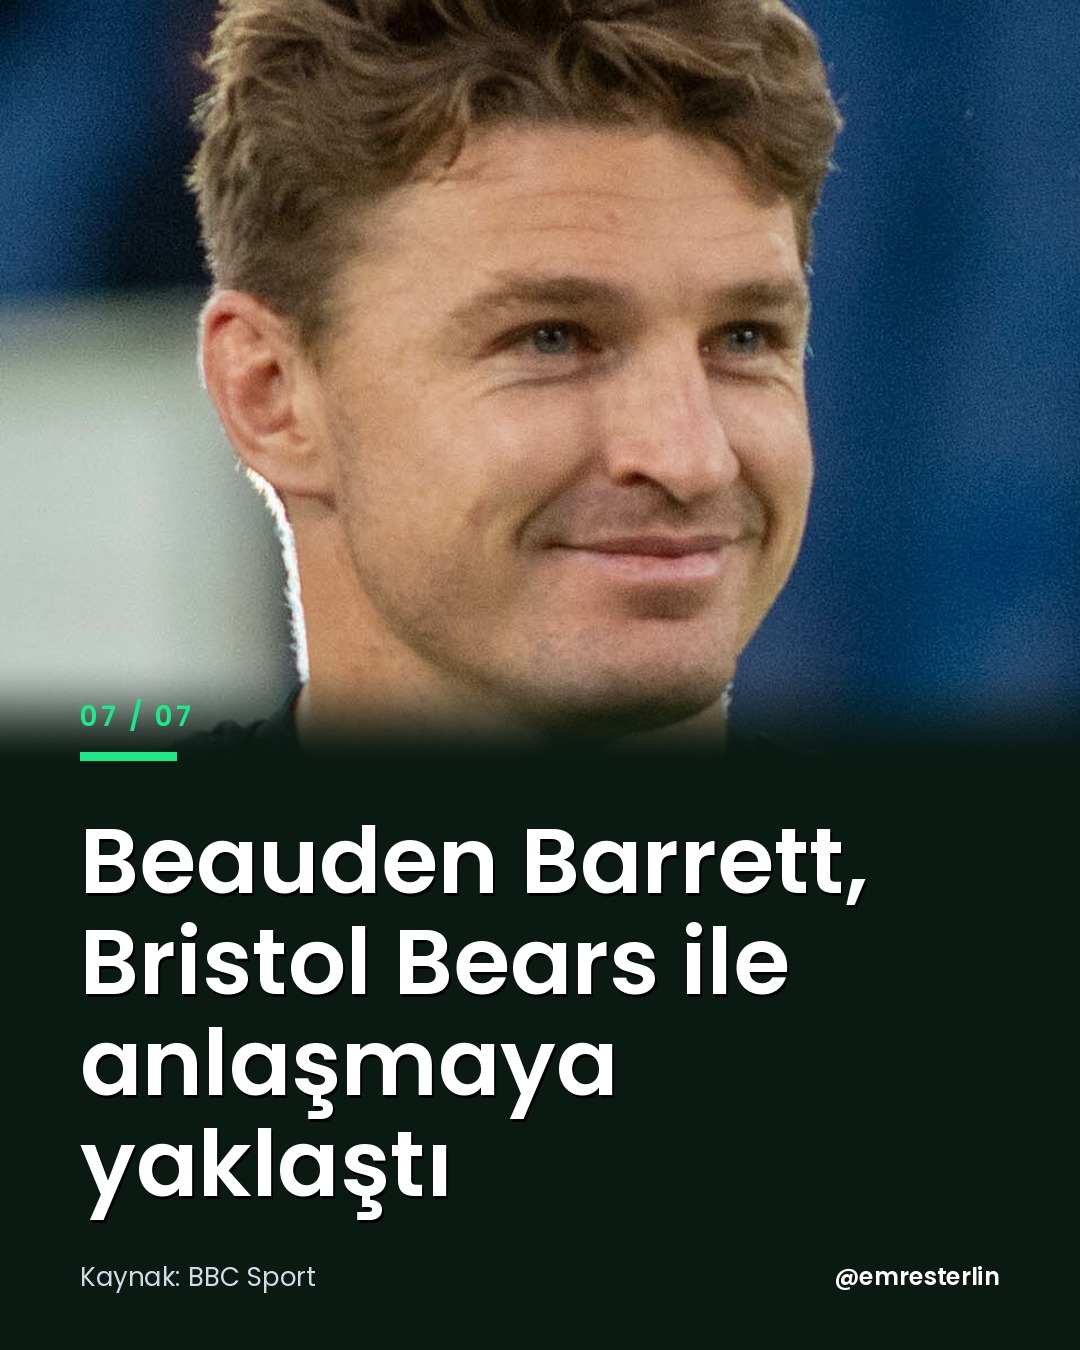 07 / 07
Beauden Barrett,
Bristol Bears ile
anlaşmaya
yaklaştı
Kaynak: BBC Sport
@emresterlin